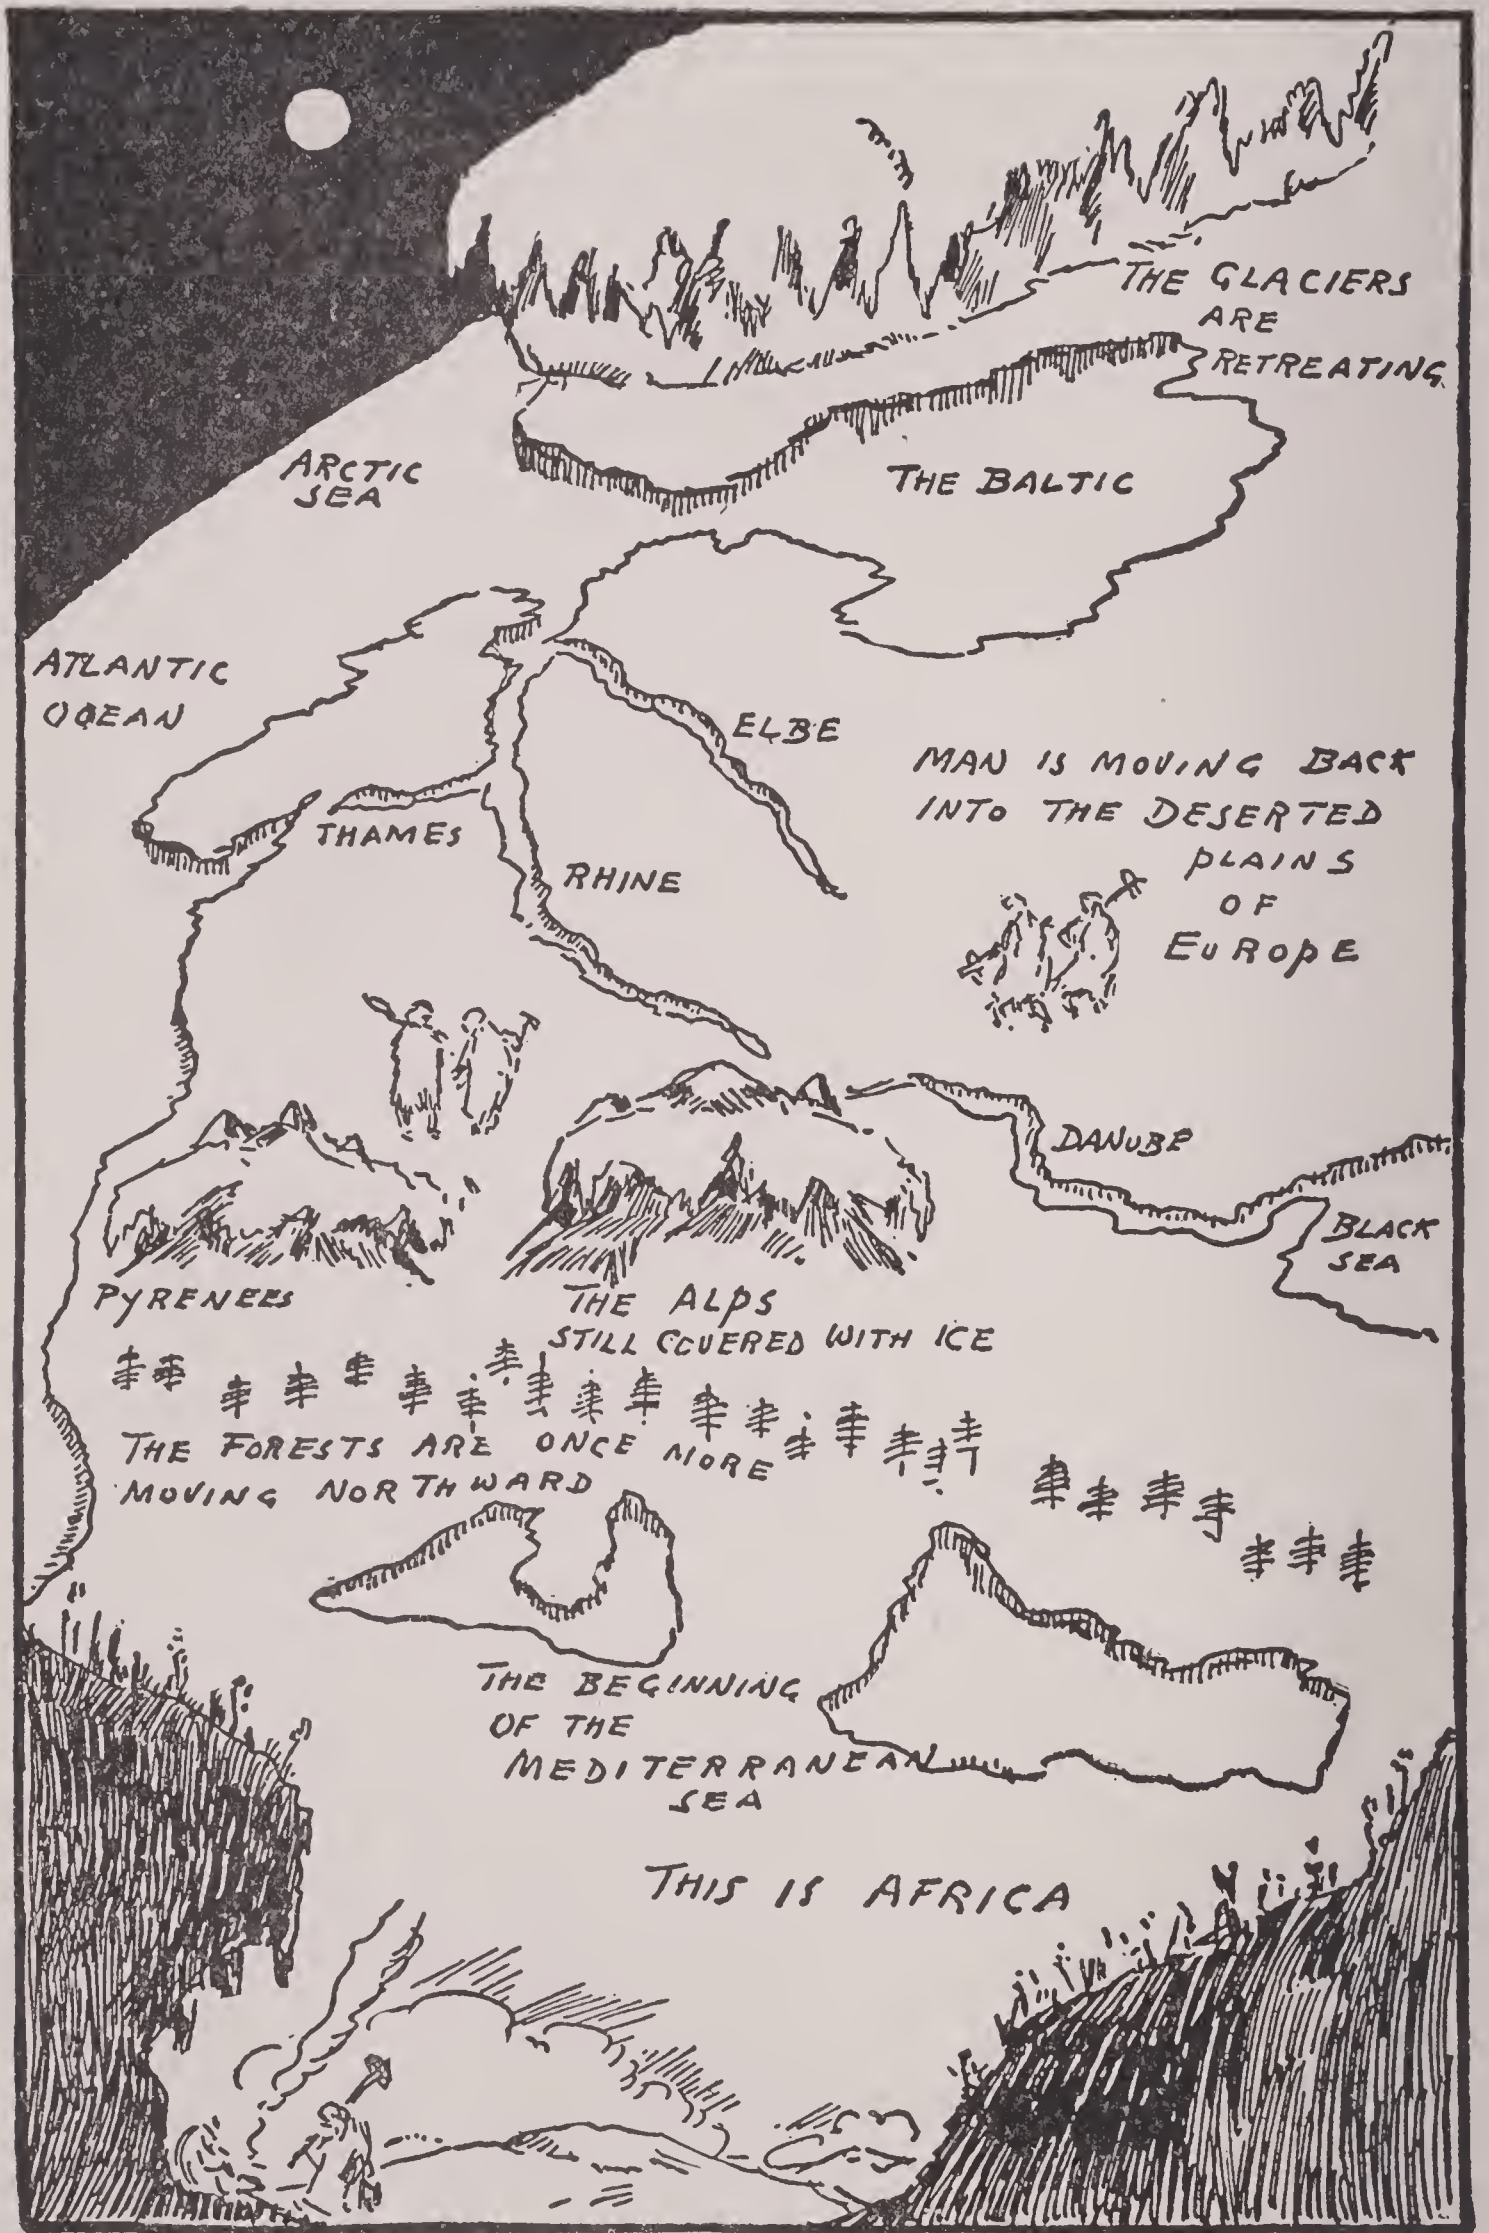 THE GLACIERS
ARE
RETREATING
ARCTIC
SEA
THE BALTIC
ATLANTIC
OCEAN
ELBE
MAN IS MOVING BACK
INTO THE DESERTED
PLAINS
OF
EUROPE
THAMES
RHINE
DANUBE
BLACK
SEA
PYRENEES
THE ALPS
STILL COVERED WITH ICE
THE FORESTS ARE ONCE MORE
MOVING NORTHWARD
THE BEGINNING
OF THE
MEDITERRANEAN
SEA
THIS IS AFRICA